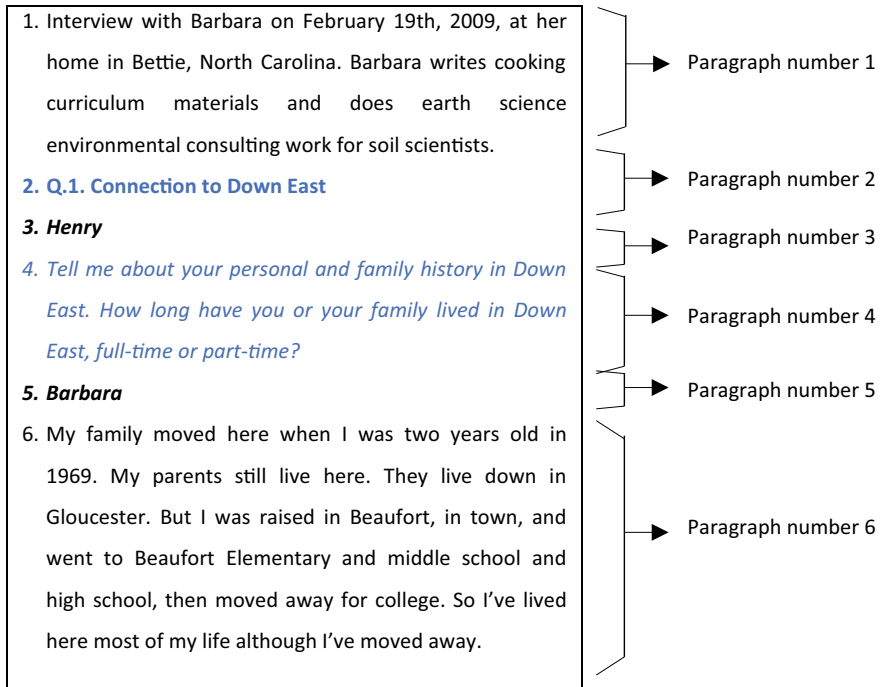 1. Interview with Barbara on February 19th, 2009, at her
home in Bettie, North Carolina. Barbara writes cooking
curriculum materials and does earth science
environmental consulting work for soil scientists.
Paragraph number 1
2. Q.1. Connection to Down East
Paragraph number 2
3. Henry
Paragraph number 3
4. Tell me about your personal and family history in Down
East. How long have you or your family lived in Down
East, full-time or part-time?
Paragraph number 4
5. Barbara
Paragraph number 5
6. My family moved here when I was two years old in
1969. My parents still live here. They live down in
Gloucester. But I was raised in Beaufort, in town, and
went to Beaufort Elementary and middle school and
high school, then moved away for college. So I’ve lived
here most of my life although I’ve moved away.
Paragraph number 6